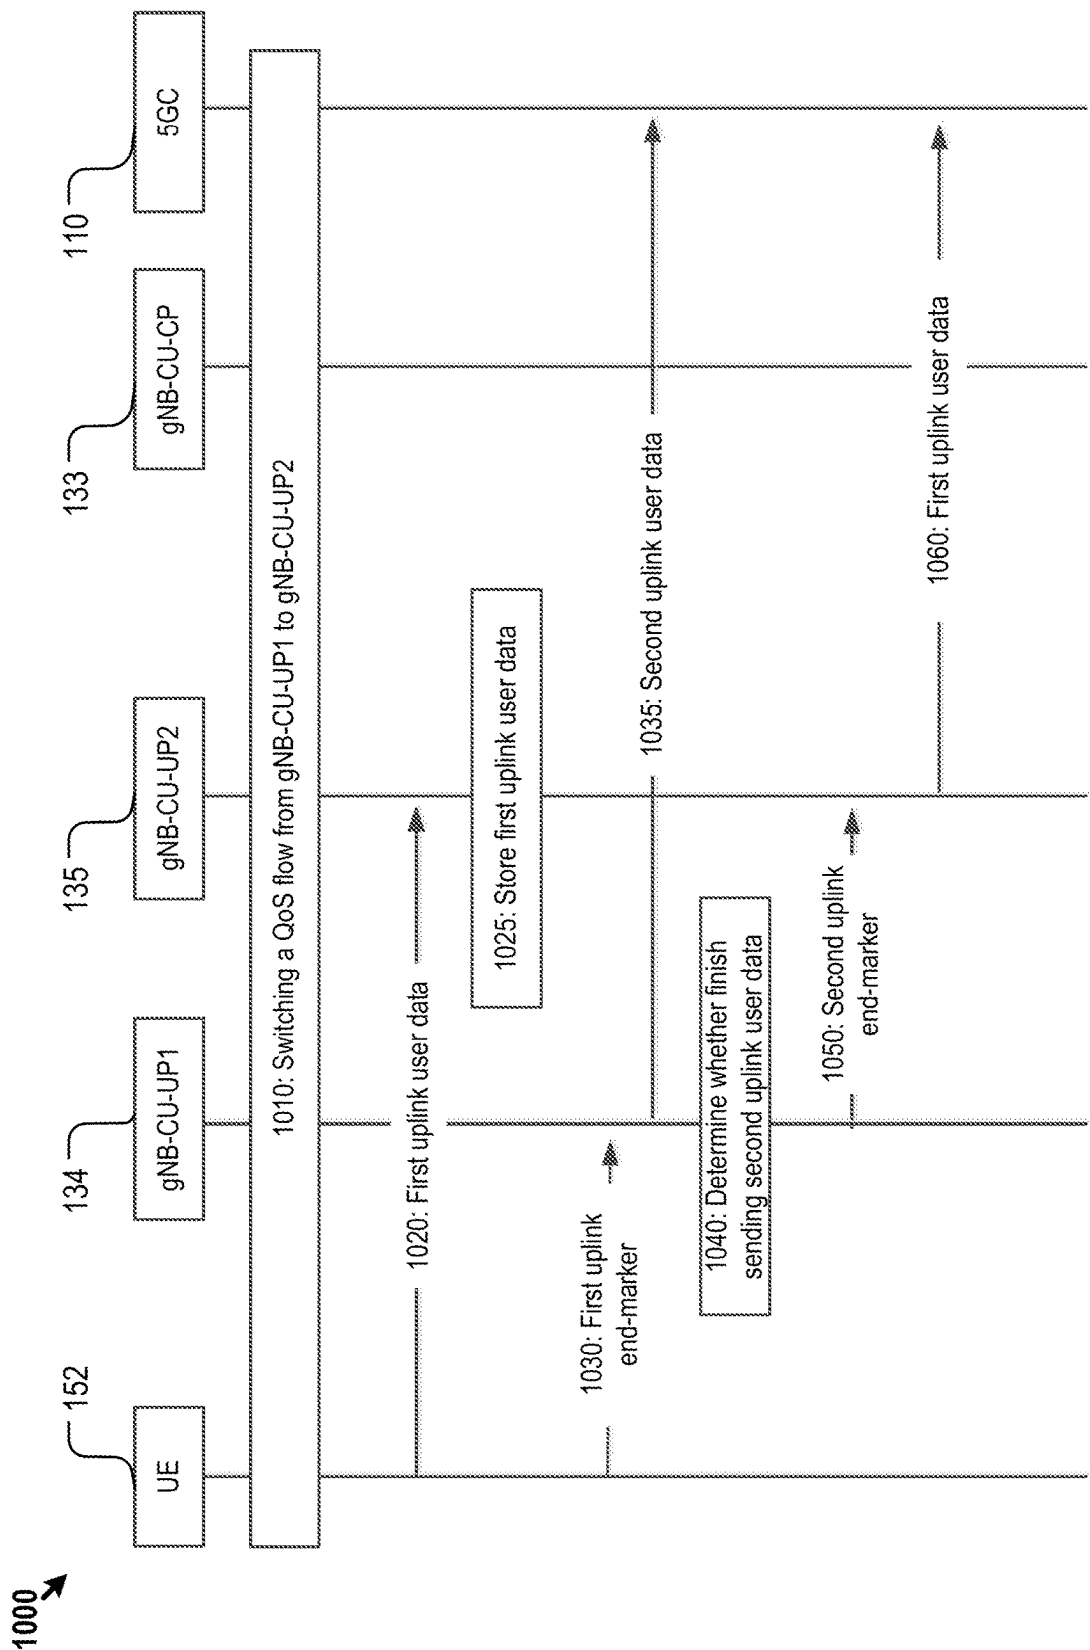 1000
152
134
135
133
110
UE
gNB-CU-UP1
gNB-CU-UP2
gNB-CU-CP
5GC
1010: Switching a QoS flow from gNB-CU-UP1 to gNB-CU-UP2
1020: First uplink user data
1025: Store first uplink user data
1030: First uplink
end-marker
1035: Second uplink user data
1040: Determine whether finish
sending second uplink user data
1050: Second uplink
end-marker
1060: First uplink user data